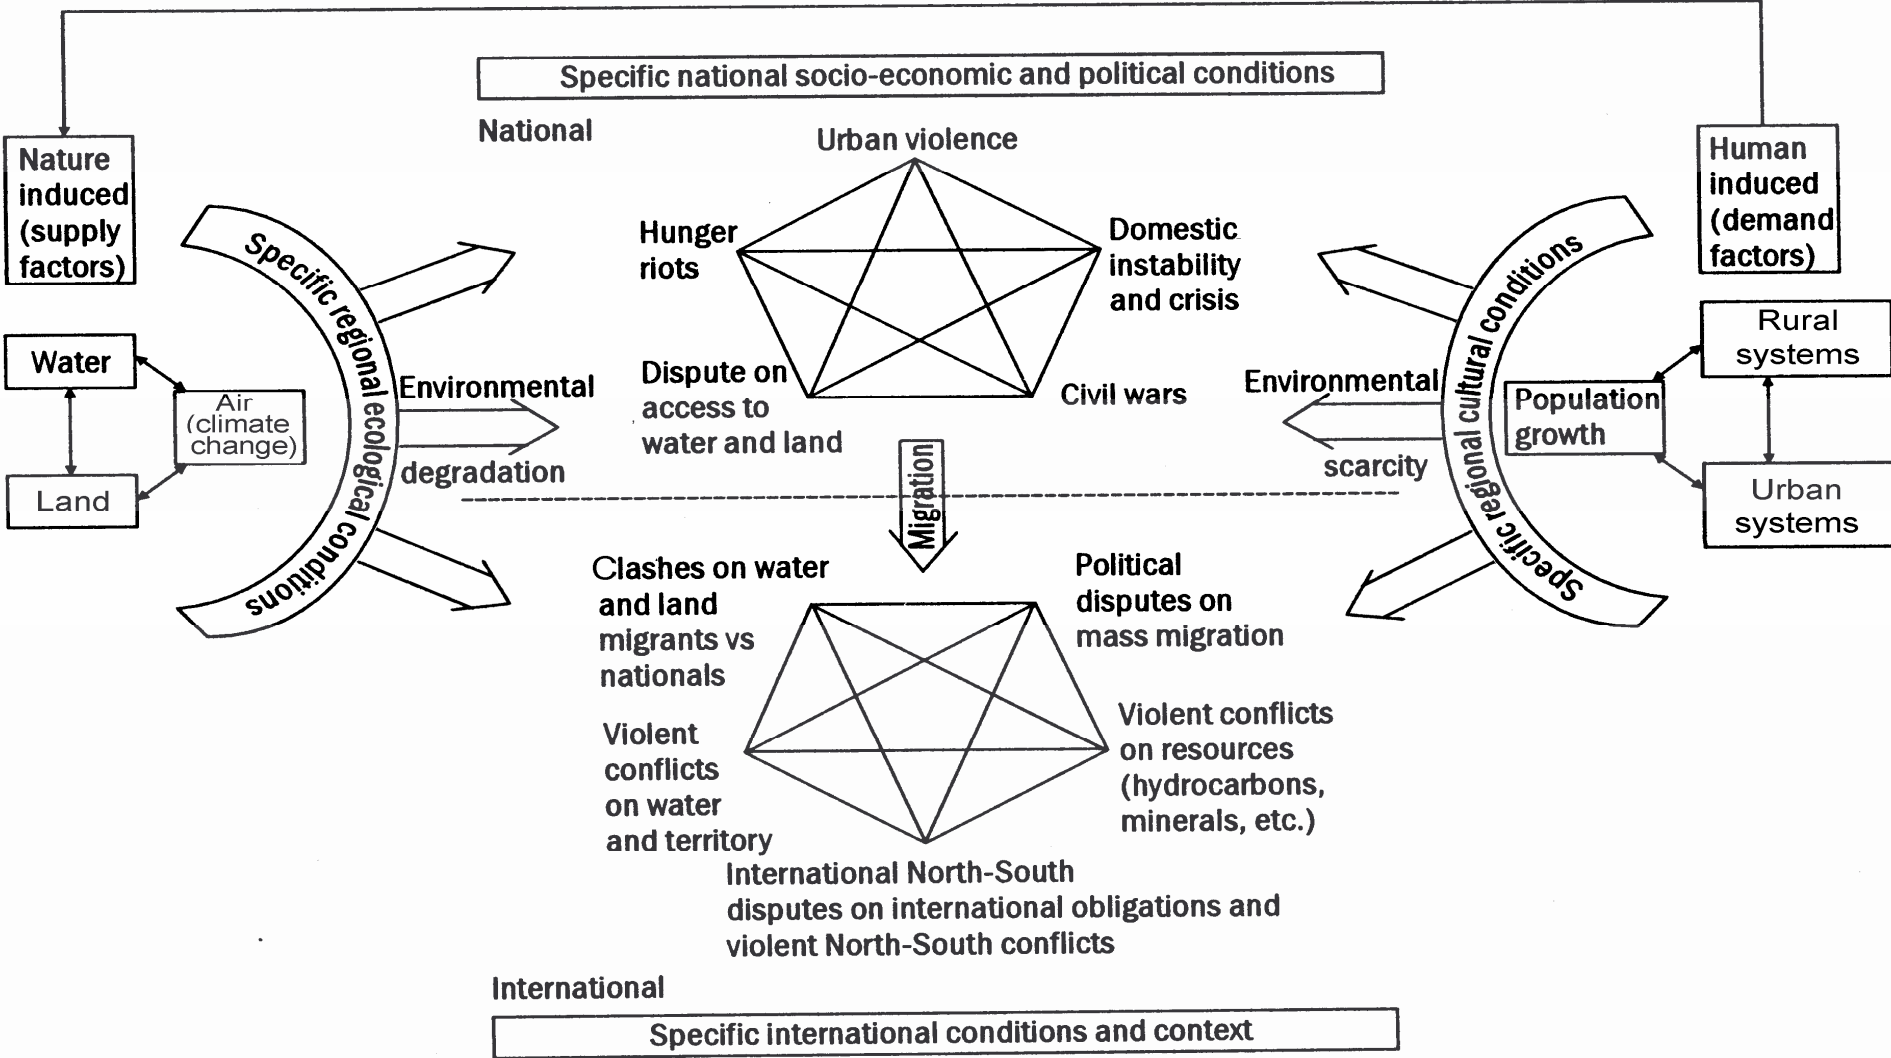 Specific national socio-economic and political conditions
National
Urban violence
Nature
induced
(supply
factors)
Human
induced
(demand
factors)
Specific regional ecological conditions
Hunger
riots
Domestic
instability
and crisis
Specific regional cultural conditions
Water
Air
(climate
change)
Land
Environmental
degradation
Dispute on
access to
water and land
Civil wars
Environmental
scarcity
Population
growth
Rural
systems
Urban
systems
Migration
Clashes on water
and land
migrants vs
nationals
Political
disputes on
mass migration
Violent
conflicts
on water
and territory
Violent conflicts
on resources
(hydrocarbons,
minerals, etc.)
International North-South
disputes on international obligations and
violent North-South conflicts
International
Specific international conditions and context